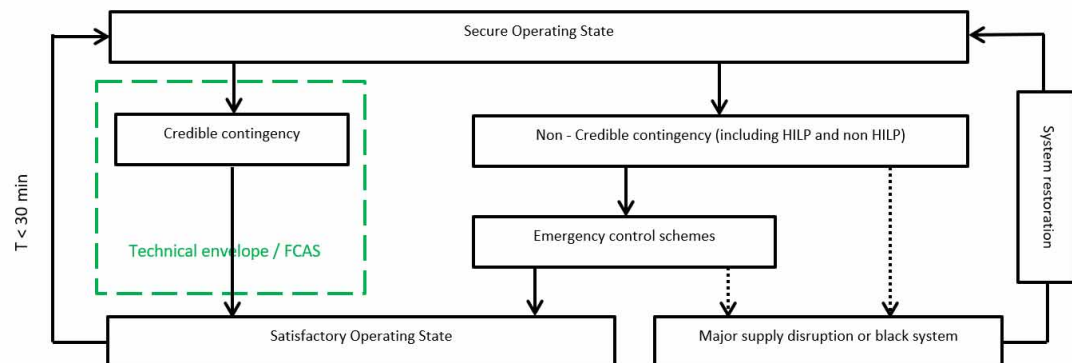 Secure Operating State
Credible contingency
Non - Credible contingency (including HILP and non HILP)
System restoration
T < 30 min
Emergency control schemes
Technical envelope / FCAS
Satisfactory Operating State
Major supply disruption or black system